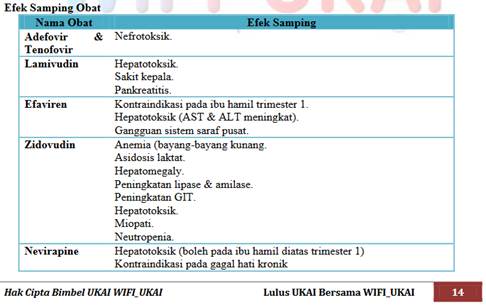 WIFI UKAI
Efek Samping Obat
Nama Obat Efek Samping
Adefovir & Nefrotoksik.
Tenofovir
Lamivudin Hepatotoksik.
Sakit kepala.
Pankreatitis.
Efaviren Kontraindikasi pada ibu hamil trimester 1.
Hepatotoksik (AST & ALT meningkat).
Gangguan sistem saraf pusat.
Zidovudin Anemia (bayang-bayang kunang.
Asidosis laktat.
Hepatomegaly.
Peningkatan lipase & amilase.
Peningkatan GIT.
Hepatotoksik.
Miopati.
Neutropenia.
Nevirapine Hepatotoksik (boleh pada ibu hamil diatas trimester 1)
Kontraindikasi pada gagal hati kronik
Hak Cipta Bimbel UKAI WIFI_UKAI Lulus UKAI Bersama WIFI_UKAI 14